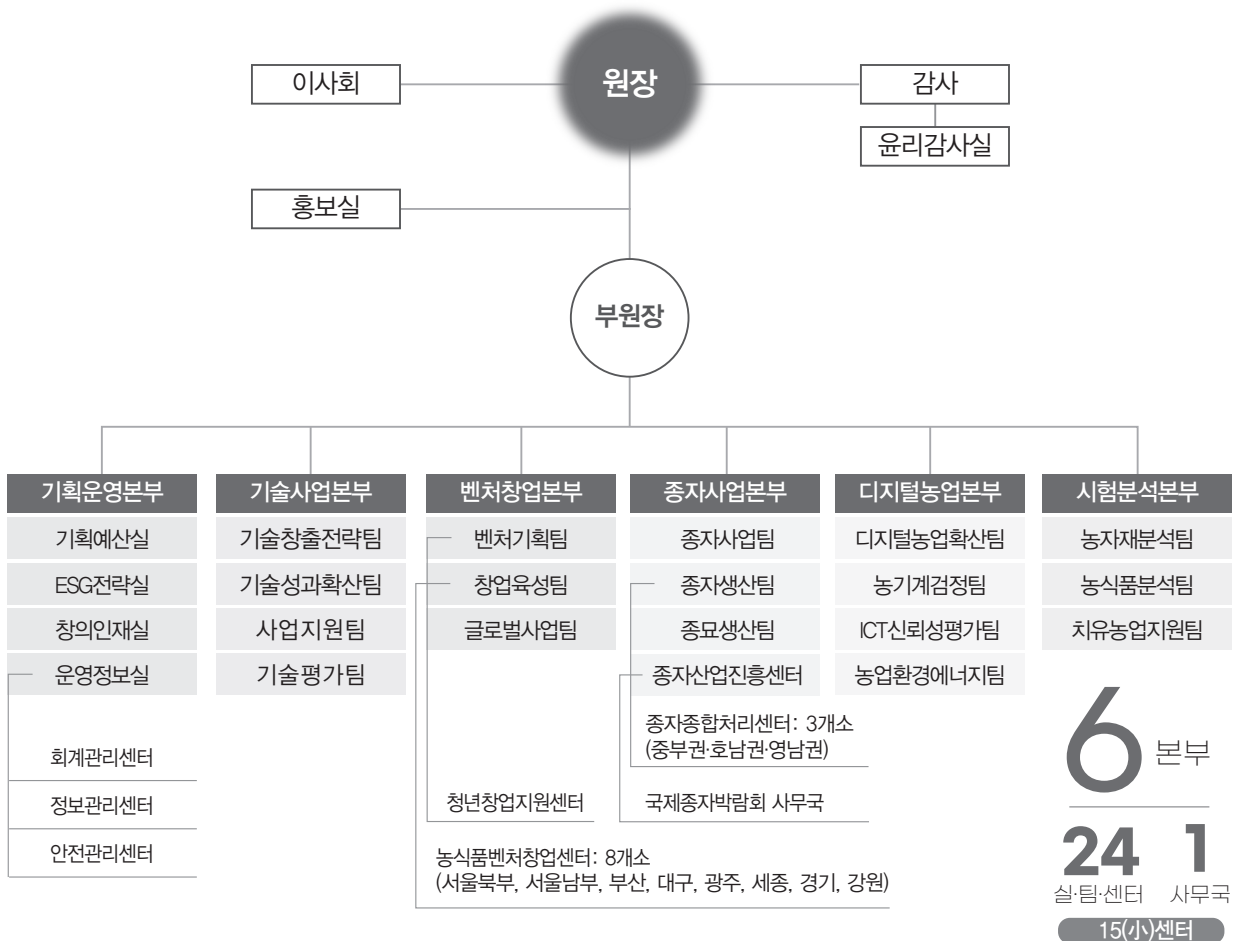 원장
이사회
감사
윤리감사실
홍보실
부원장
기획운영본부
기획예산실
ESG전략실
창의인재실
운영정보실
회계관리센터
정보관리센터
안전관리센터
기술사업본부
기술창출전략팀
기술성과확산팀
사업지원팀
기술평가팀
벤처창업본부
벤처기획팀
창업육성팀
글로벌사업팀
청년창업지원센터
농식품벤처창업센터: 8개소
(서울북부, 서울남부, 부산, 대구, 광주, 세종, 경기, 강원)
종자사업본부
종자사업팀
종자생산팀
종묘생산팀
종자산업진흥센터
종자종합처리센터: 3개소
(중부권·호남권·영남권)
국제종자박람회 사무국
디지털농업본부
디지털농업확산팀
농기계검정팀
ICT신뢰성평가팀
농업환경에너지팀
시험분석본부
농자재분석팀
농식품분석팀
치유농업지원팀
6 본부
24 실·팀·센터
1 사무국
15(小)센터